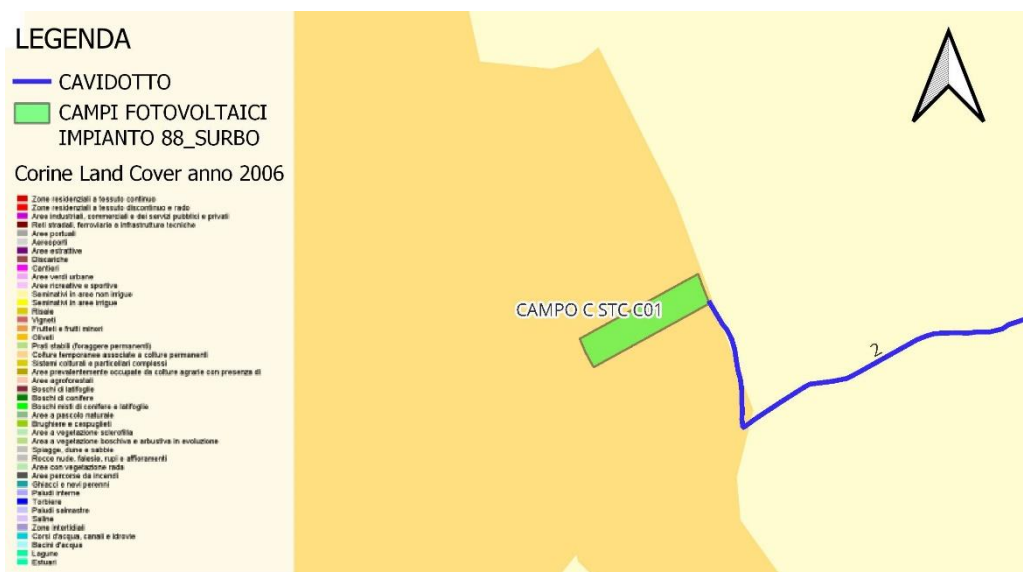 LEGENDA
CAVIDOTTO
CAMPI FOTOVOLTAICI
IMPIANTO 88_SURBO
Corine Land Cover anno 2006
Zone residenziali a tessuto continuo
Zone residenziali a tessuto discontinuo e rado
Aree industriali, commerciali e dei servizi pubblici e privati
Reti stradali, ferroviarie e infrastrutture tecniche
Aree portuali
Aereoporti
Aree estrattive
Discariche
Cantieri
Aree verdi urbane
Aree ricreative e sportive
Seminativi in aree non irrigue
Seminativi in aree irrigue
Risaie
Vigneti
Frutteti e frutti minori
Oliveti
Prati stabili (foraggere permanenti)
Colture temporanee associate a colture permanenti
Sistemi colturali e particellari complessi
Aree prevalentemente occupate da colture agrarie con presenza di
Aree agroforestali
Boschi di latifoglie
Boschi di conifere
Boschi misti di conifere e latifoglie
Aree a pascolo naturale
Brughiere e cespuglieti
Aree a vegetazione sclerofilla
Area a vegetazione boschiva e arbustiva in evoluzione
Spiagge, dune e sabbie
Rocce nude, falesie, rupi e affioramenti
Aree con vegetazione rada
Aree percorse da incendi
Ghiacci e nevi perenni
Paludi interne
Torbiere
Paludi salmastre
Saline
Zone intertidiali
Corsi d'acqua, canali e idrovie
Bacini d'acqua
Lagune
Estuari
CAMPO C STC C01
2